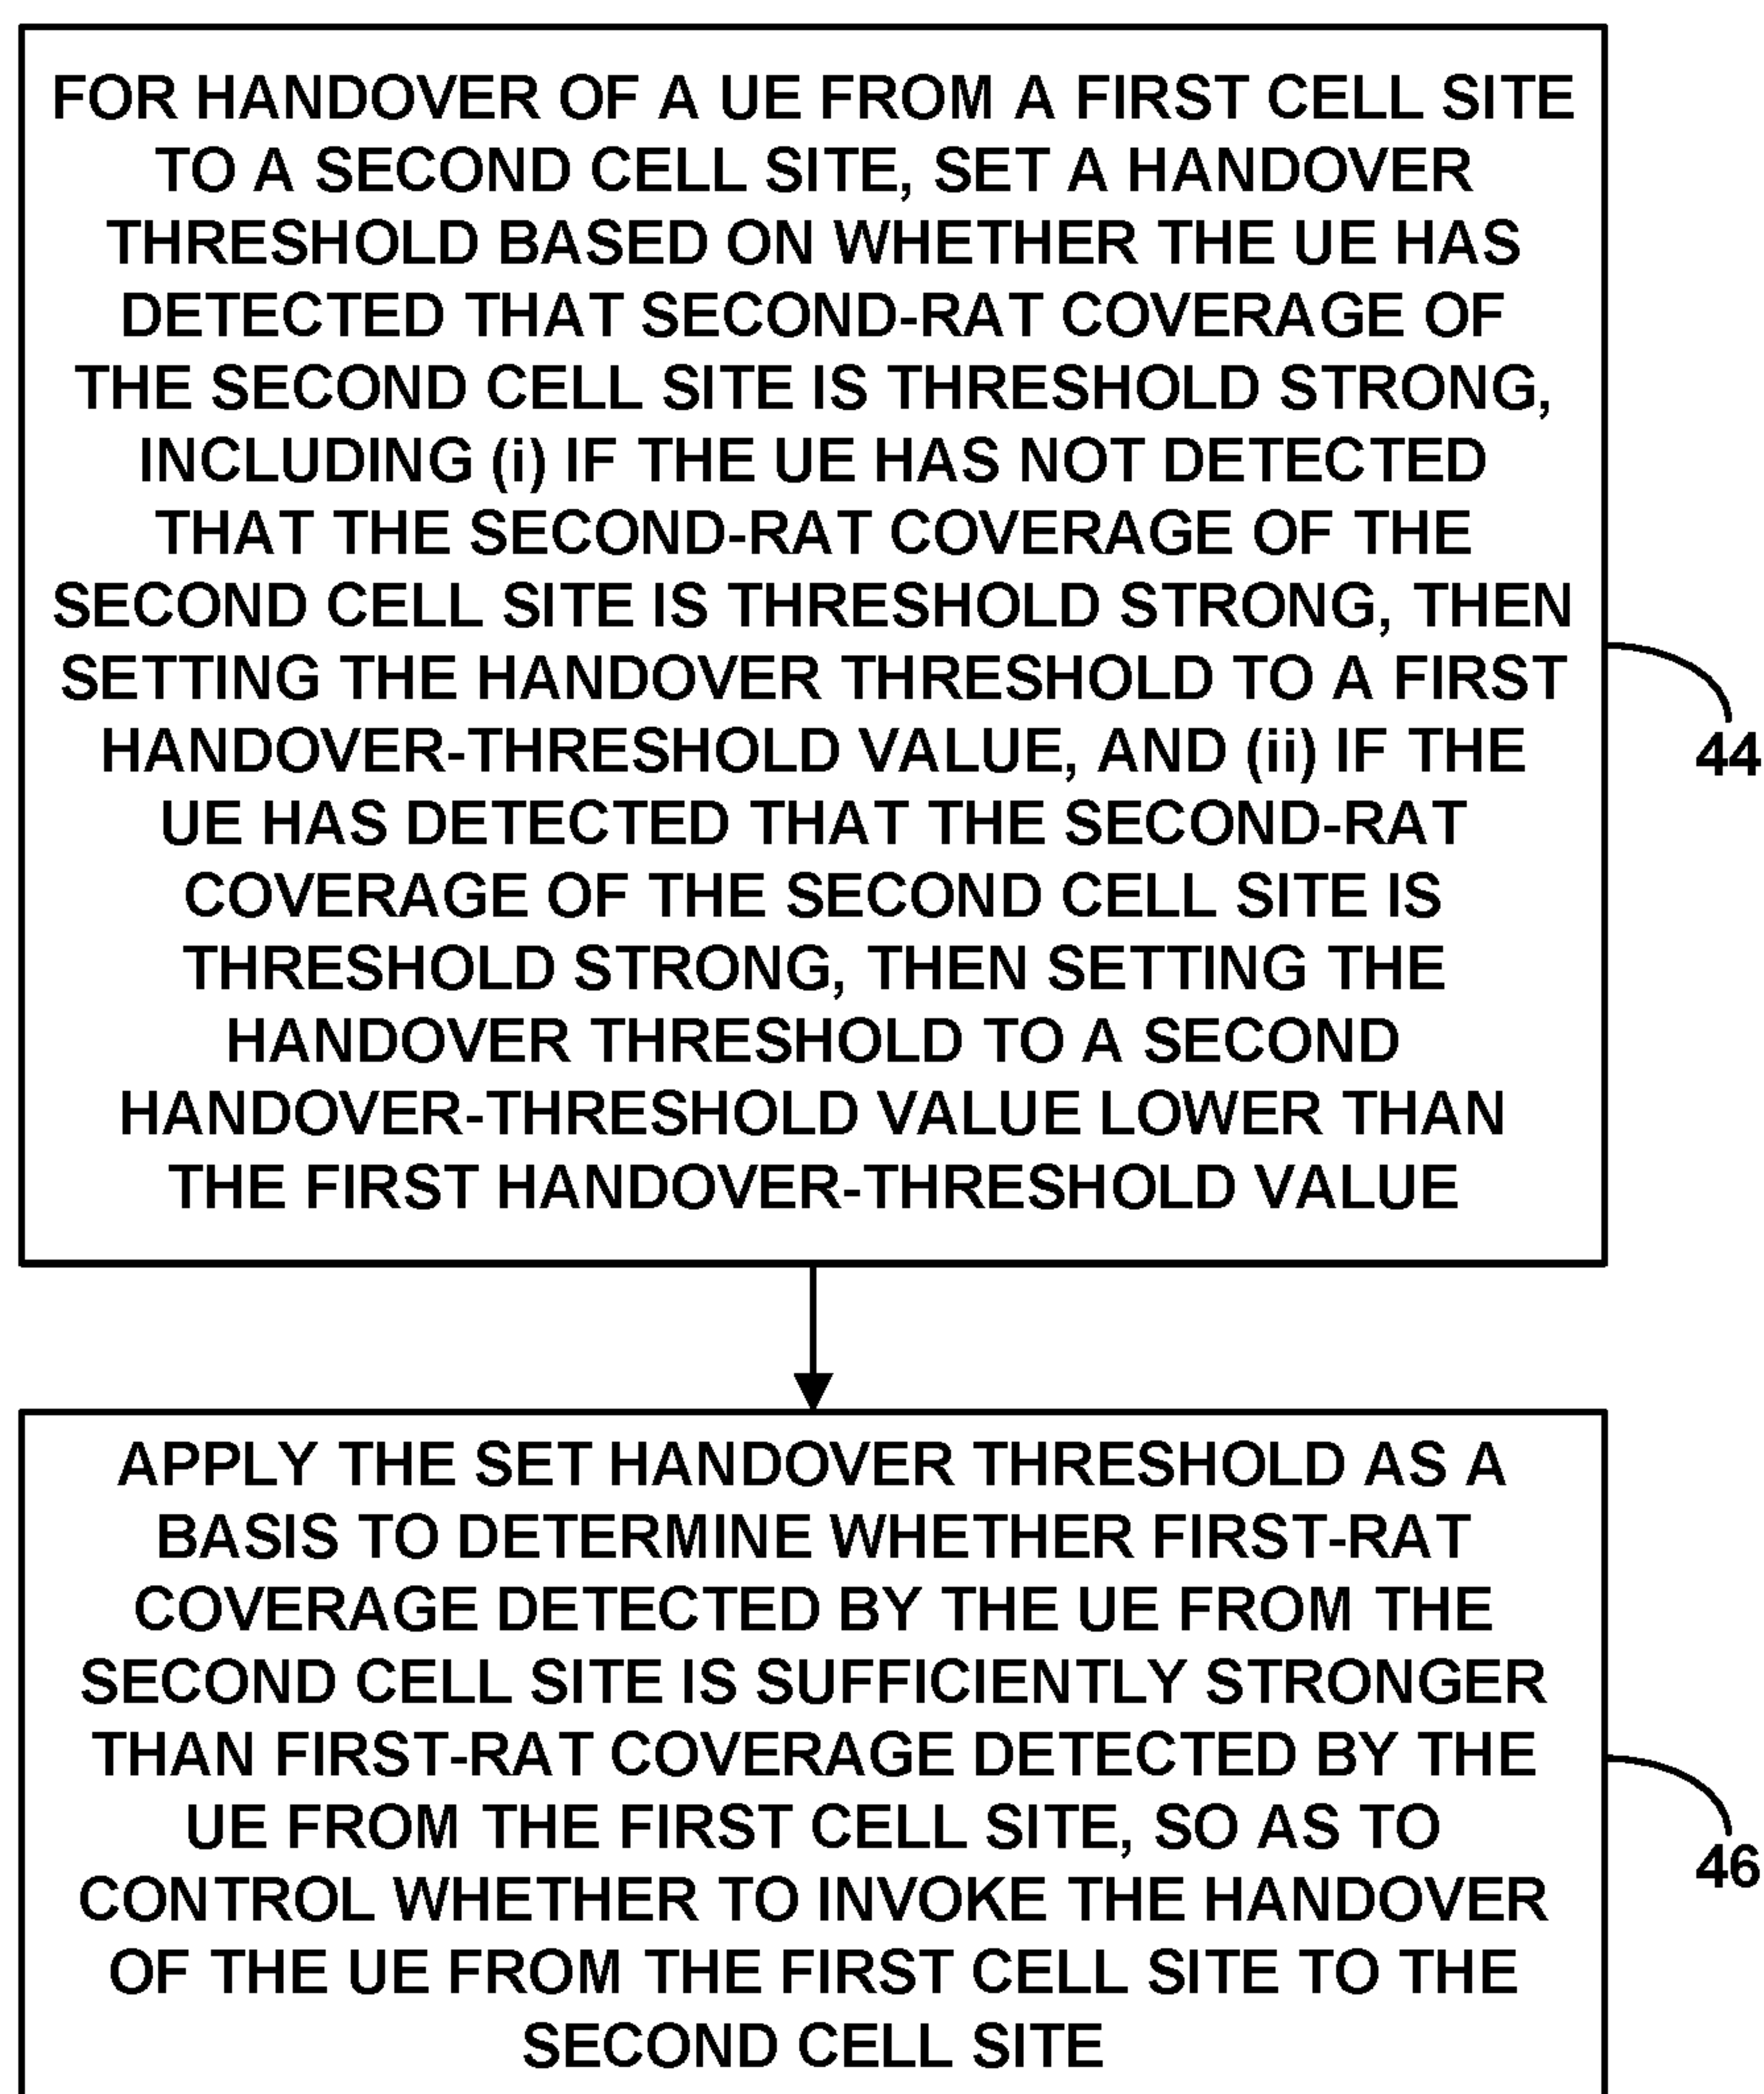 FOR HANDOVER OF A UE FROM A FIRST CELL SITE
TO A SECOND CELL SITE, SET A HANDOVER
THRESHOLD BASED ON WHETHER THE UE HAS
DETECTED THAT SECOND-RAT COVERAGE OF
THE SECOND CELL SITE IS THRESHOLD STRONG,
INCLUDING (i) IF THE UE HAS NOT DETECTED
THAT THE SECOND-RAT COVERAGE OF THE
SECOND CELL SITE IS THRESHOLD STRONG, THEN
SETTING THE HANDOVER THRESHOLD TO A FIRST
HANDOVER-THRESHOLD VALUE, AND (ii) IF THE
UE HAS DETECTED THAT THE SECOND-RAT
COVERAGE OF THE SECOND CELL SITE IS
THRESHOLD STRONG, THEN SETTING THE
HANDOVER THRESHOLD TO A SECOND
HANDOVER-THRESHOLD VALUE LOWER THAN
THE FIRST HANDOVER-THRESHOLD VALUE
44
APPLY THE SET HANDOVER THRESHOLD AS A
BASIS TO DETERMINE WHETHER FIRST-RAT
COVERAGE DETECTED BY THE UE FROM THE
SECOND CELL SITE IS SUFFICIENTLY STRONGER
THAN FIRST-RAT COVERAGE DETECTED BY THE
UE FROM THE FIRST CELL SITE, SO AS TO
CONTROL WHETHER TO INVOKE THE HANDOVER
OF THE UE FROM THE FIRST CELL SITE TO THE
SECOND CELL SITE
46